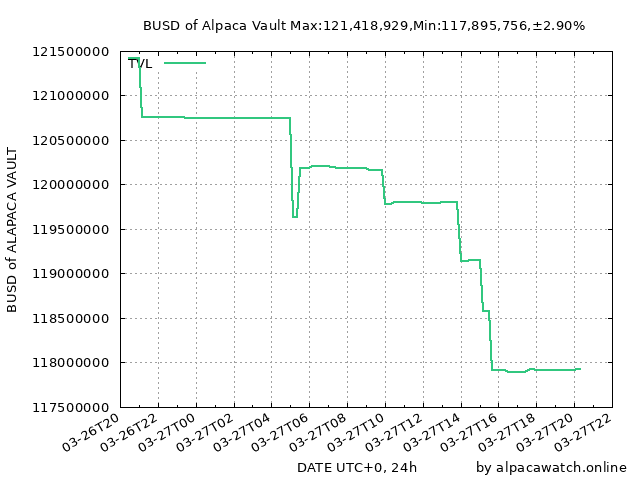 BUSD of Alpaca Vault Max:121,418,929,Min:117,895,756,±2.90%
121500000
TVL
121000000
120500000
120000000
119500000
119000000
118500000
118000000
117500000
BUSD of ALAPACA VAULT
03-26T20
03-26T22
03-27T00
03-27T02
03-27T04
03-27T06
03-27T08
03-27T10
03-27T12
03-27T14
03-27T16
03-27T18
03-27T20
03-27T22
DATE UTC+0, 24h
by alpacawatch.online